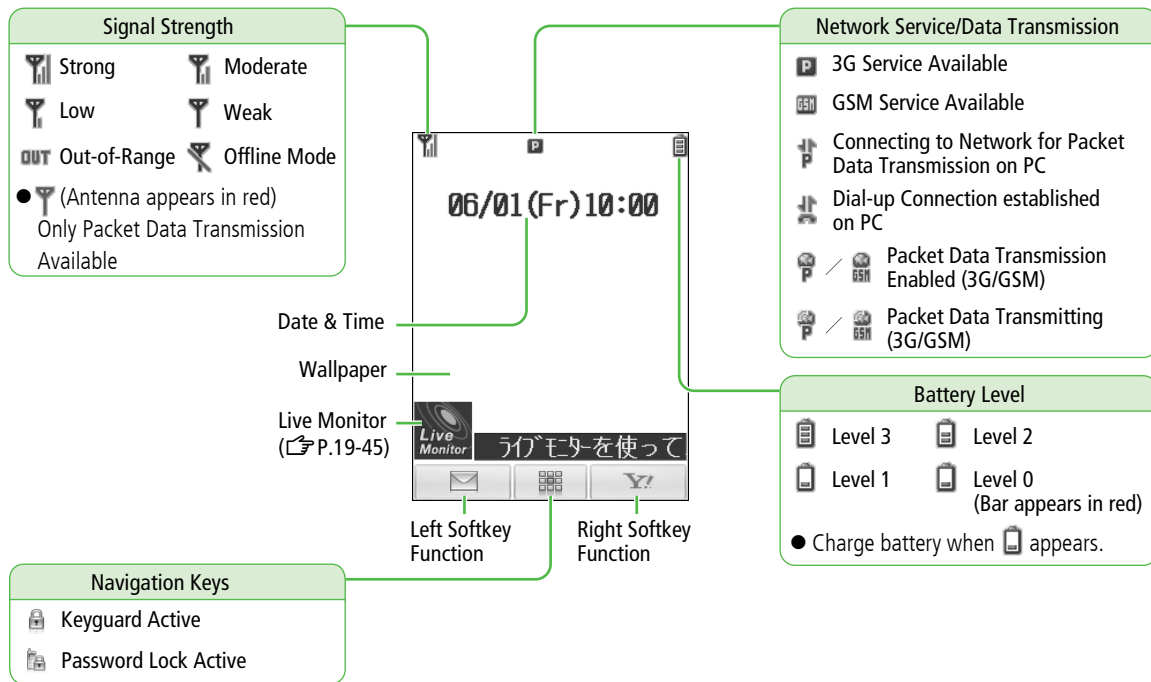 Signal Strength
Strong
Moderate
Low
Weak
OUT Out-of-Range
Offline Mode
● (Antenna appears in red)
Only Packet Data Transmission
Available
Network Service/Data Transmission
P 3G Service Available
GSM GSM Service Available
P Connecting to Network for Packet
Data Transmission on PC
Dial-up Connection established
on PC
P / GSM Packet Data Transmission
Enabled (3G/GSM)
P / GSM Packet Data Transmitting
(3G/GSM)
P
06/01(Fr)10:00
Date & Time
Wallpaper
Live Monitor
(P.19-45)
Live
Monitor
ライブモニターを使って
Y!
Left Softkey
Function
Right Softkey
Function
Battery Level
Level 3
Level 2
Level 1
Level 0
(Bar appears in red)
● Charge battery when appears.
Navigation Keys
Keyguard Active
Password Lock Active